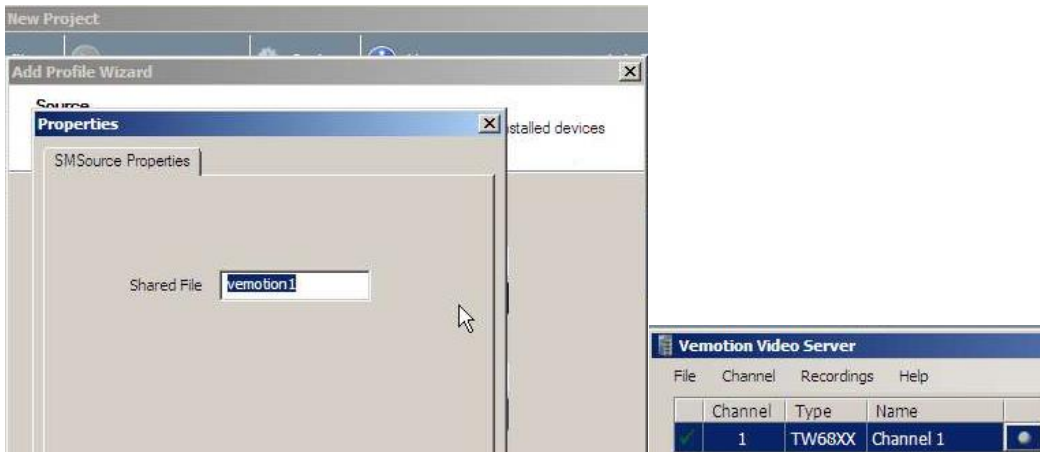 New Project
Add Profile Wizard
Source
Properties
stalled devices
SMSource Properties
Shared File vemotion1
Vemotion Video Server
File Channel Recordings Help
Channel Type Name
1 TW68XX Channel 1